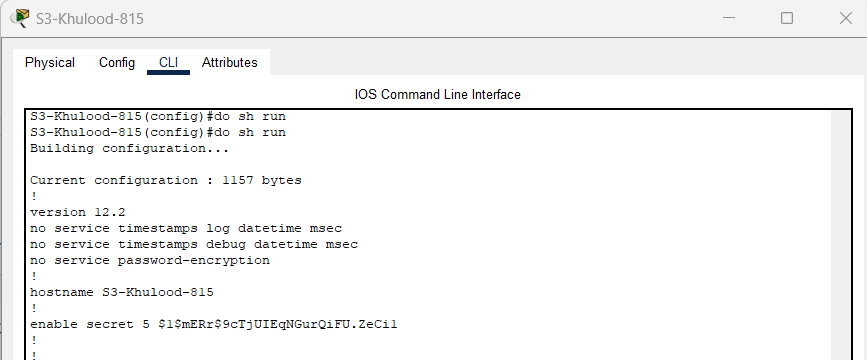 S3-Khulood-815
Physical Config CLI Attributes
IOS Command Line Interface
S3-Khulood-815(config)#do sh run
S3-Khulood-815(config)#do sh run
Building configuration...
Current configuration : 1157 bytes
!
version 12.2
no service timestamps log datetime msec
no service timestamps debug datetime msec
no service password-encryption
!
hostname S3-Khulood-815
!
enable secret 5 $1$mERr$9cTjUIEqNGurQiFU.ZeCi1
!
!